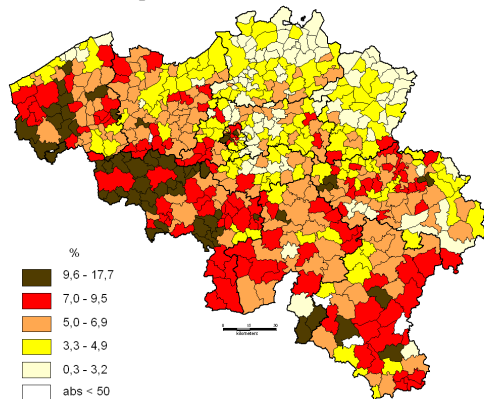 %
9,6 - 17,7
7,0 - 9,5
5,0 - 6,9
3,3 - 4,9
0,3 - 3,2
abs < 50
kilometers